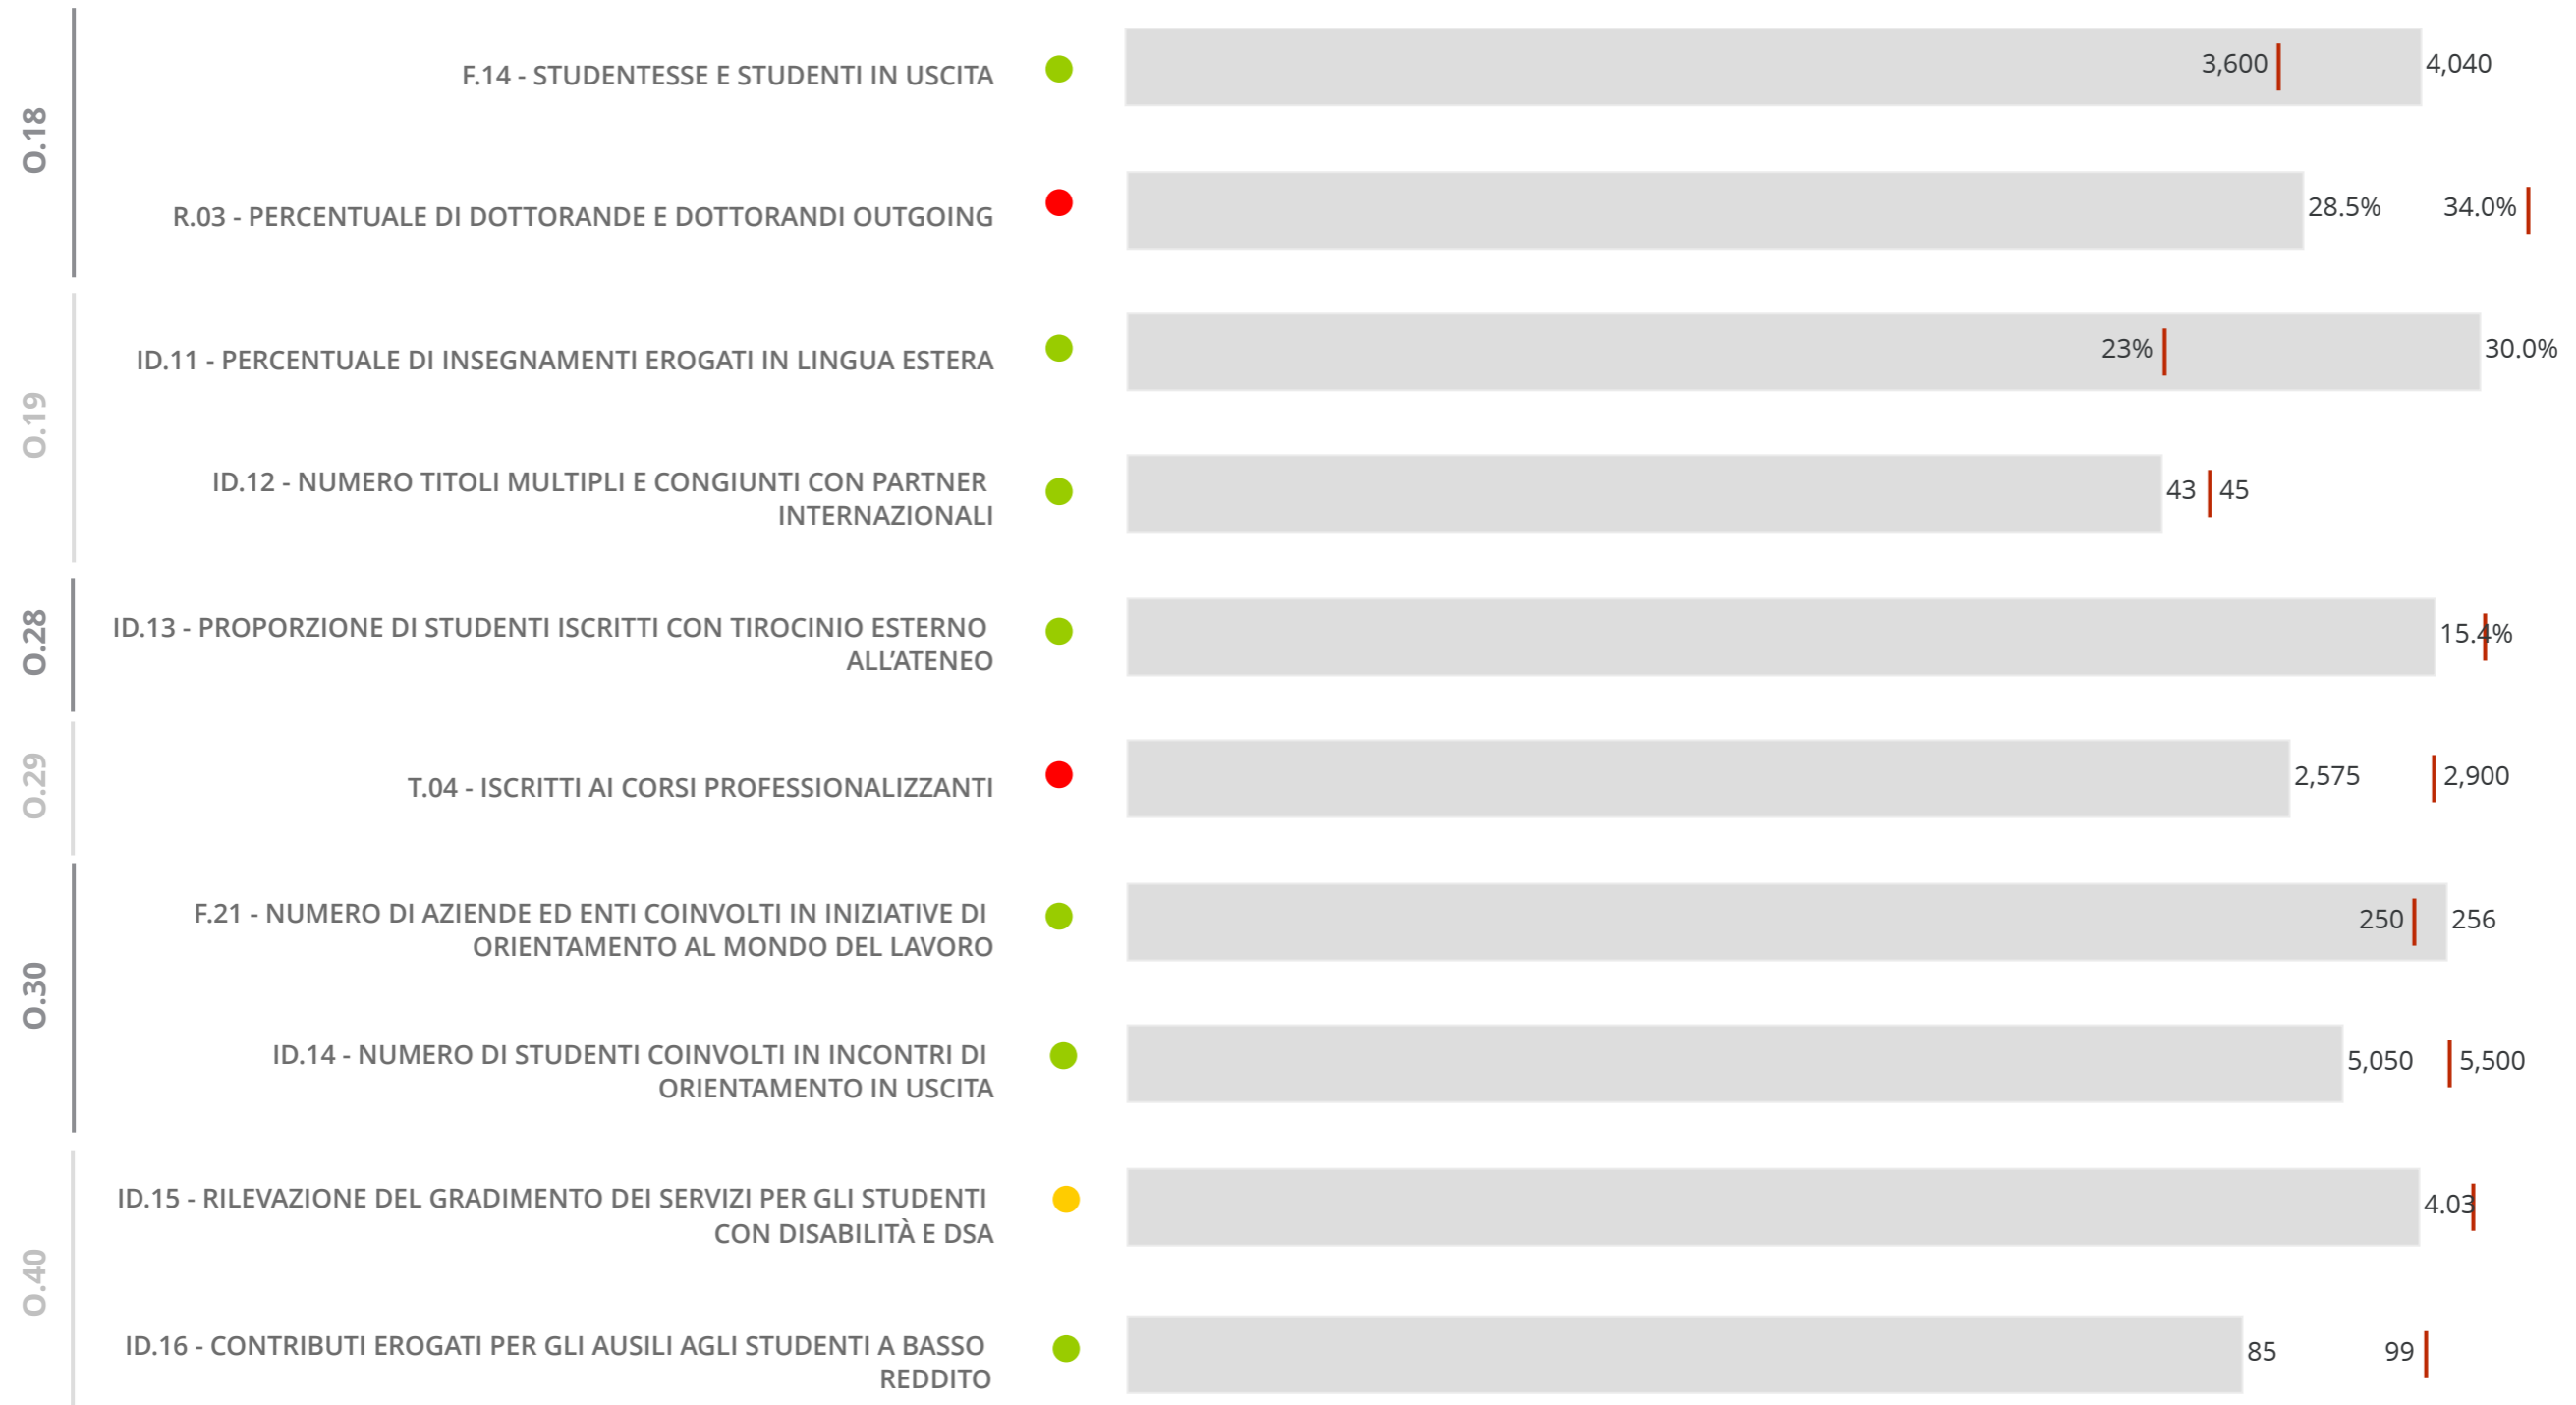 O.18
F.14 - STUDENTESSE E STUDENTI IN USCITA
3,600
4,040
R.03 - PERCENTUALE DI DOTTORANDE E DOTTORANDI OUTGOING
28.5%
34.0%
O.19
ID.11 - PERCENTUALE DI INSEGNAMENTI EROGATI IN LINGUA ESTERA
23%
30.0%
ID.12 - NUMERO TITOLI MULTIPLI E CONGIUNTI CON PARTNER
INTERNAZIONALI
43
45
O.28
ID.13 - PROPORZIONE DI STUDENTI ISCRITTI CON TIROCINIO ESTERNO
ALL’ATENEO
15.4%
O.29
T.04 - ISCRITTI AI CORSI PROFESSIONALIZZANTI
2,575
2,900
O.30
F.21 - NUMERO DI AZIENDE ED ENTI COINVOLTI IN INIZIATIVE DI
ORIENTAMENTO AL MONDO DEL LAVORO
250
256
ID.14 - NUMERO DI STUDENTI COINVOLTI IN INCONTRI DI
ORIENTAMENTO IN USCITA
5,050
5,500
O.40
ID.15 - RILEVAZIONE DEL GRADIMENTO DEI SERVIZI PER GLI STUDENTI
CON DISABILITÀ E DSA
4.03
ID.16 - CONTRIBUTI EROGATI PER GLI AUSILI AGLI STUDENTI A BASSO
REDDITO
85
99